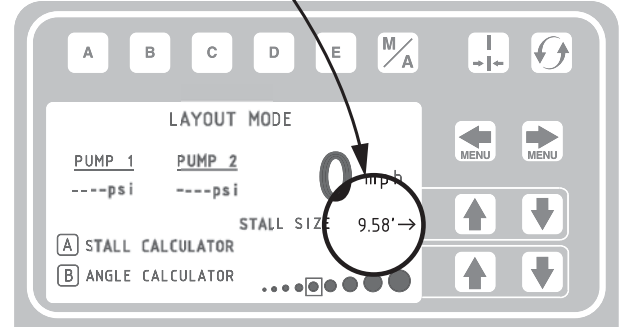 A B C D E M/A
LAYOUT MODE
MENU MENU
PUMP 1 PUMP 2 0 mph
----psi ----psi
STALL SIZE 9.58'→
A STALL CALCULATOR
B ANGLE CALCULATOR